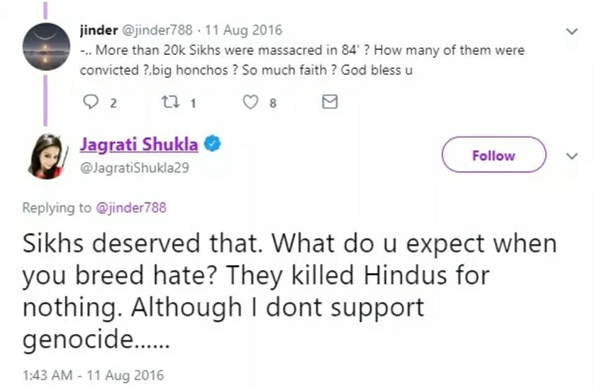 jinder @jinder788 · 11 Aug 2016
-.. More than 20k Sikhs were massacred in 84' ? How many of them were
convicted ?,big honchos ? So much faith ? God bless u
2 1 8
Jagrati Shukla
@JagratiShukla29
Follow
Replying to @jinder788
Sikhs deserved that. What do u expect when
you breed hate? They killed Hindus for
nothing. Although I dont support
genocide......
1:43 AM - 11 Aug 2016